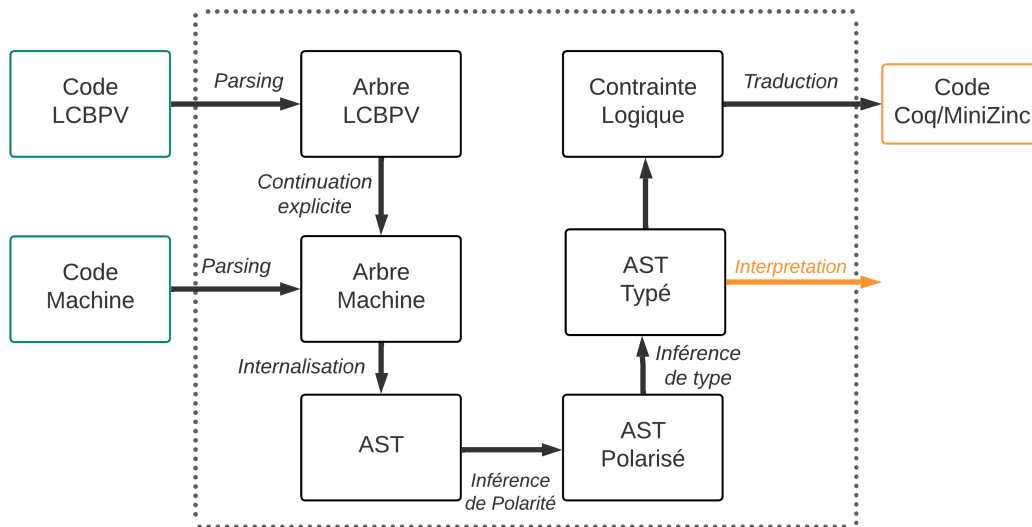 Code
LCBPV
Parsing
Arbre
LCBPV
Contrainte
Logique
Traduction
Code
Coq/MiniZinc
Continuation
explicite
Code
Machine
Parsing
Arbre
Machine
AST
Typé
Interpretation
Internalisation
Inférence
de type
AST
Inférence
de Polarité
AST
Polarisé